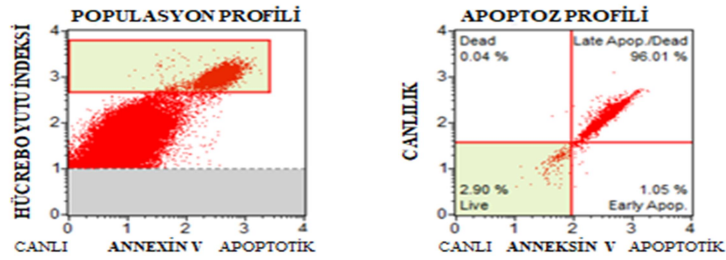 POPULASYON PROFİLİ
HÜCRE BOYUTU İNDEKSİ
4
3
2
1
0
0 1 2 3 4
CANLI ANNEXİN V APOPTOTİK
APOPTOZ PROFİLİ
CANLILIK
4
3
2
1
0
Dead
0.04 %
Late Apop./Dead
96.01 %
2.90 %
Live
1.05 %
Early Apop.
0 1 2 3 4
CANLI ANNEKSİN V APOPTOTİK